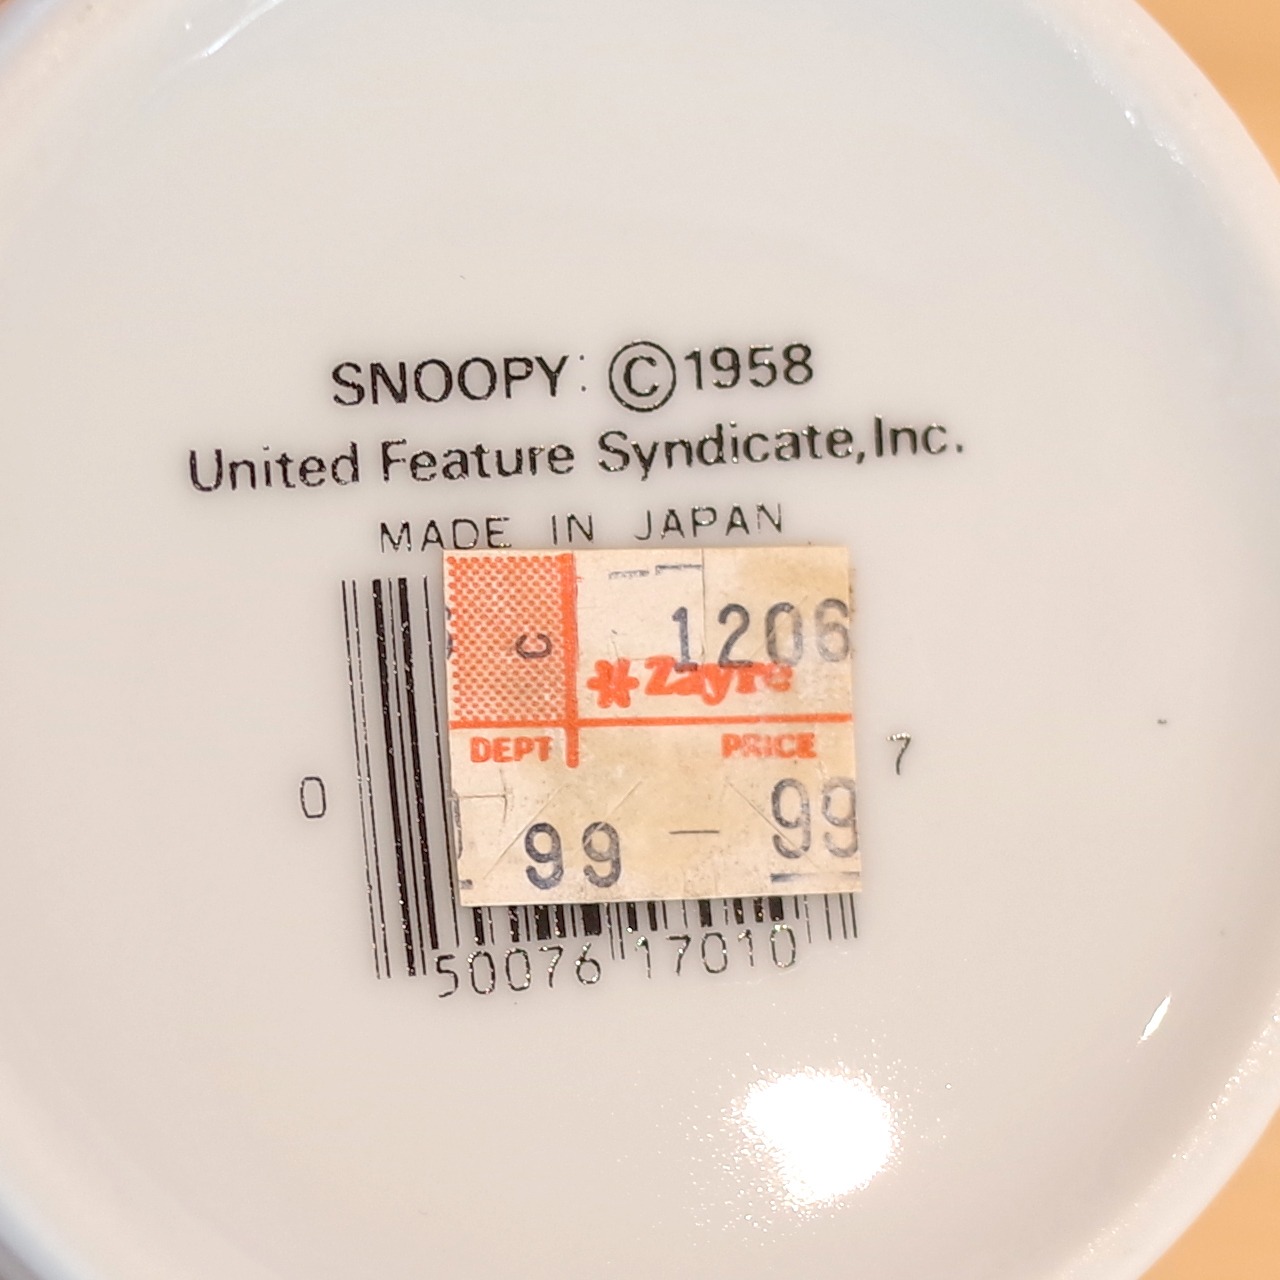 SNOOPY: ©1958
United Feature Syndicate, Inc.
MADE IN JAPAN
C 1206
Zayre
DEPT PRICE
99 — 99
0 50076 17010 7